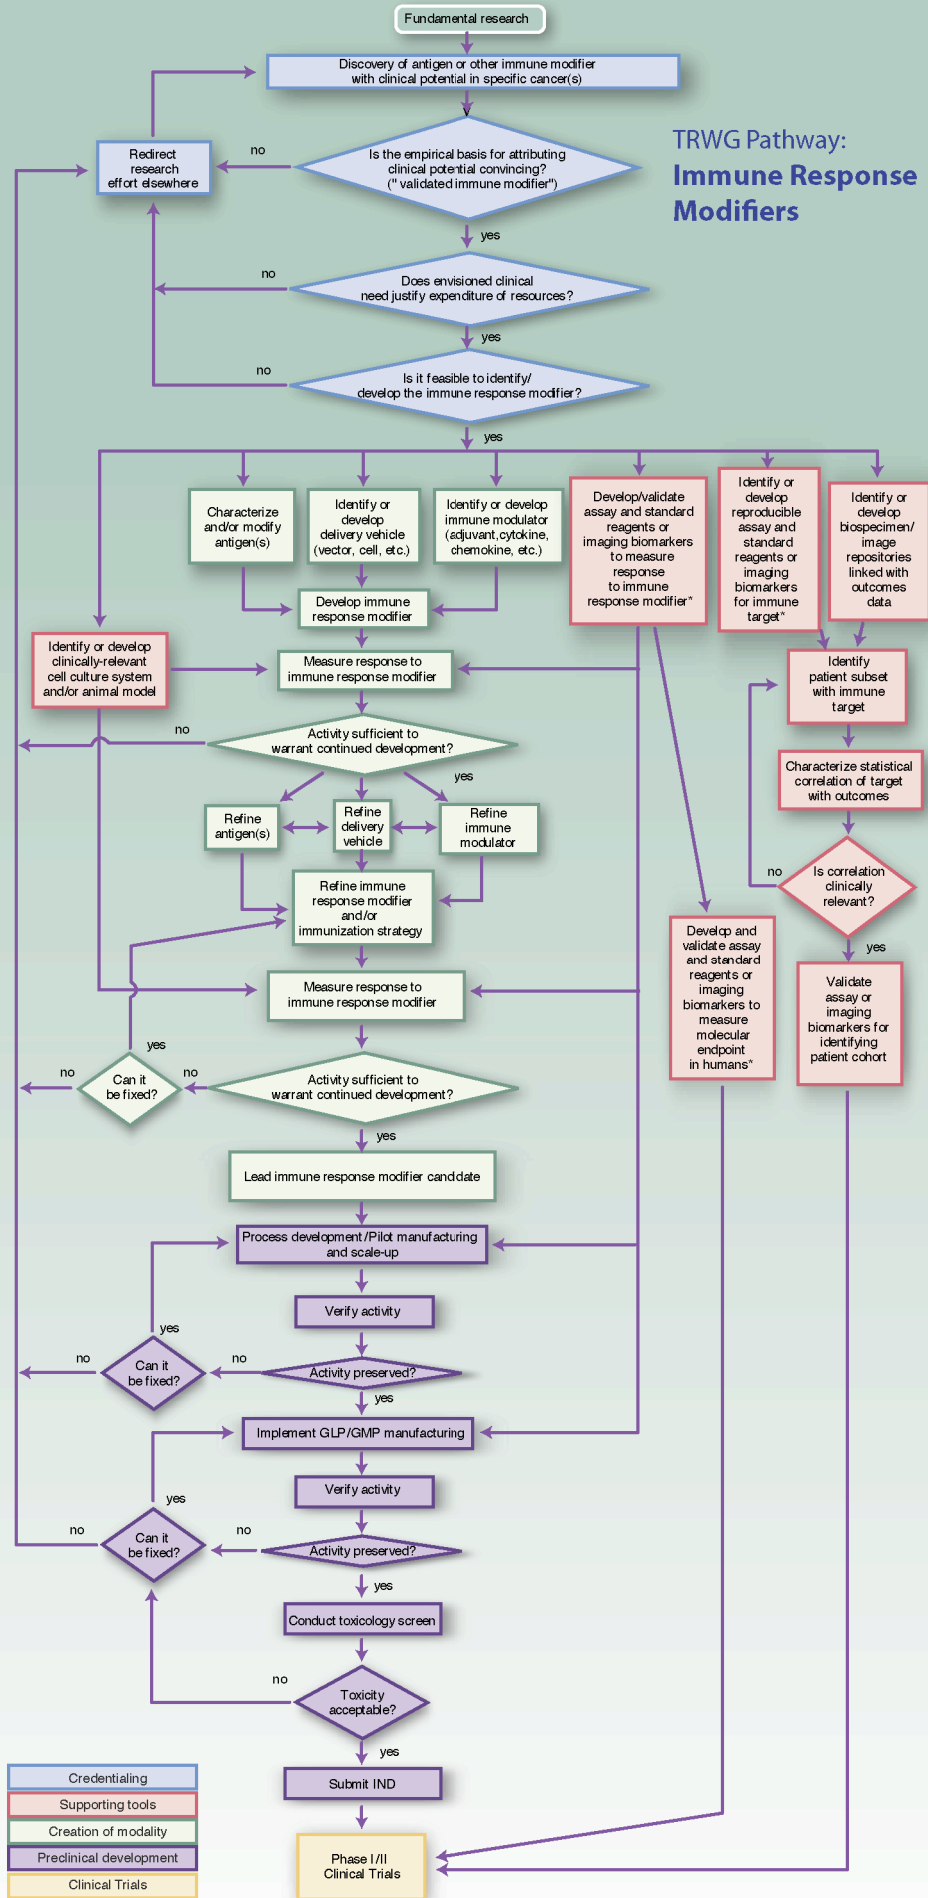 Fundamental research
Discovery of antigen or other immune modifier
with clinical potential in specific cancer(s)
TRWG Pathway:
Immune Response
Modifiers
Redirect
research
effort elsewhere
no
Is the empirical basis for attributing
clinical potential convincing?
(" validated immune modifier")
yes
no
Does envisioned clinical
need justify expenditure of resources?
yes
no
Is it feasible to identify/
develop the immune response modifier?
yes
Characterize
and/or modify
antigen(s)
Identify or
develop
delivery vehicle
(vector, cell, etc.)
Identify or develop
immune modulator
(adjuvant,cytokine,
chemokine, etc.)
Develop/validate
assay and standard
reagents or
imaging biomarkers
to measure
response
to immune
response modifier*
Identify or
develop
reproducible
assay and
standard
reagents or
imaging
biomarkers
for immune
target*
Identify or
develop
biospecimen/
image
repositories
linked with
outcomes
data
Develop immune
response modifier
Identify or develop
clinically-relevant
cell culture system
and/or animal model
Measure response to
immune response modifier
Identify
patient subset
with immune
target
no
Activity sufficient to
warrant continued development?
yes
Characterize statistical
correlation of target
with outcomes
Refine
antigen(s)
Refine
delivery
vehicle
Refine
immune
modulator
no
Is correlation
clinically
relevant?
yes
Refine immune
response modifier
and/or
immunization strategy
Develop and
validate assay
and standard
reagents or
imaging
biomarkers to
measure
molecular
endpoint
in humans*
Validate
assay or
imaging
biomarkers for
identifying
patient cohort
Measure response to
immune response modifier
yes
no
Can it
be fixed?
no
Activity sufficient to
warrant continued development?
yes
Lead immune response modifier candidate
Process development/Pilot manufacturing
and scale-up
Verify activity
yes
no
Can it
be fixed?
no
Activity preserved?
yes
Implement GLP/GMP manufacturing
Verify activity
yes
no
Can it
be fixed?
no
Activity preserved?
yes
Conduct toxicology screen
no
Toxicity
acceptable?
yes
Submit IND
Phase I/II
Clinical Trials
Credentialing
Supporting tools
Creation of modality
Preclinical development
Clinical Trials